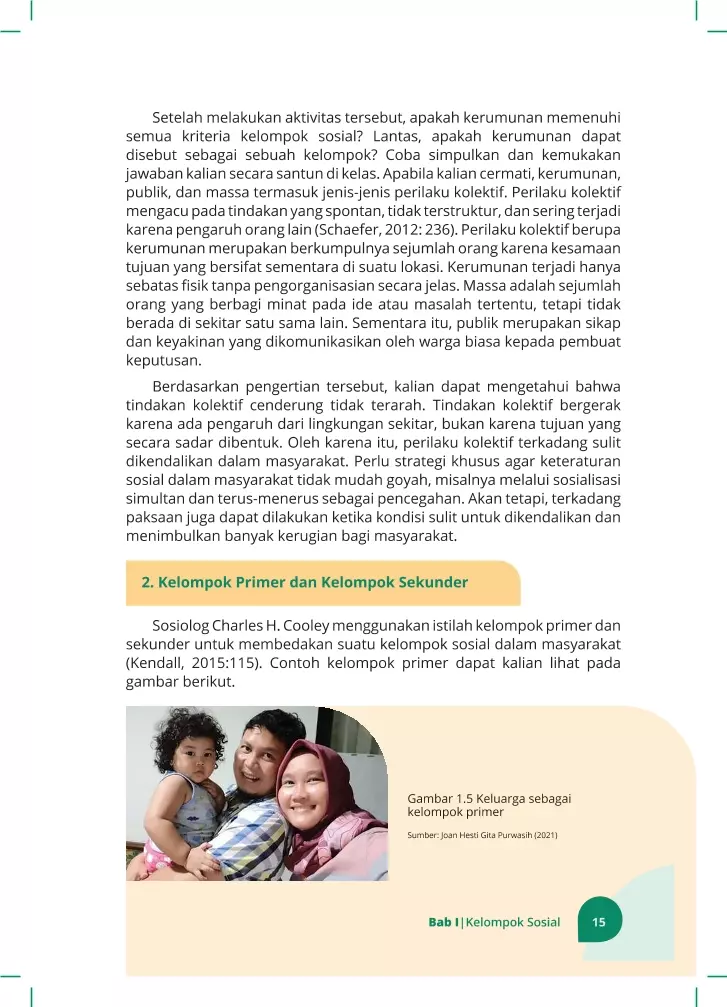 Setelah melakukan aktivitas tersebut, apakah kerumunan memenuhi
semua kriteria kelompok sosial? Lantas, apakah kerumunan dapat
disebut sebagai sebuah kelompok? Coba simpulkan dan kemukakan
jawaban kalian secara santun di kelas. Apabila kalian cermati, kerumunan,
publik, dan massa termasuk jenis-jenis perilaku kolektif. Perilaku kolektif
mengacu pada tindakan yang spontan, tidak terstruktur, dan sering terjadi
karena pengaruh orang lain (Schaefer, 2012: 236). Perilaku kolektif berupa
kerumunan merupakan berkumpulnya sejumlah orang karena kesamaan
tujuan yang bersifat sementara di suatu lokasi. Kerumunan terjadi hanya
sebatas fisik tanpa pengorganisasian secara jelas. Massa adalah sejumlah
orang yang berbagi minat pada ide atau masalah tertentu, tetapi tidak
berada di sekitar satu sama lain. Sementara itu, publik merupakan sikap
dan keyakinan yang dikomunikasikan oleh warga biasa kepada pembuat
keputusan.
Berdasarkan pengertian tersebut, kalian dapat mengetahui bahwa
tindakan kolektif cenderung tidak terarah. Tindakan kolektif bergerak
karena ada pengaruh dari lingkungan sekitar, bukan karena tujuan yang
secara sadar dibentuk. Oleh karena itu, perilaku kolektif terkadang sulit
dikendalikan dalam masyarakat. Perlu strategi khusus agar keteraturan
sosial dalam masyarakat tidak mudah goyah, misalnya melalui sosialisasi
simultan dan terus-menerus sebagai pencegahan. Akan tetapi, terkadang
paksaan juga dapat dilakukan ketika kondisi sulit untuk dikendalikan dan
menimbulkan banyak kerugian bagi masyarakat.
2. Kelompok Primer dan Kelompok Sekunder
Sosiolog Charles H. Cooley menggunakan istilah kelompok primer dan
sekunder untuk membedakan suatu kelompok sosial dalam masyarakat
(Kendall, 2015:115). Contoh kelompok primer dapat kalian lihat pada
gambar berikut.
Gambar 1.5 Keluarga sebagai
kelompok primer
Sumber: Joan Hesti Gita Purwasih (2021)
Bab I|Kelompok Sosial 15